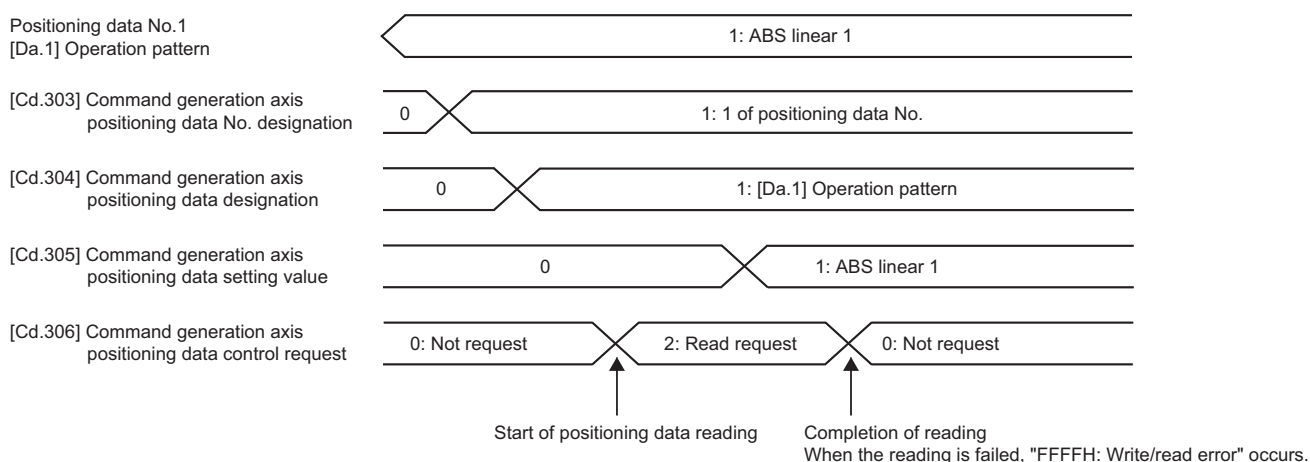 Positioning data No.1
[Da.1] Operation pattern
1: ABS linear 1
[Cd.303] Command generation axis
positioning data No. designation
0
1: 1 of positioning data No.
[Cd.304] Command generation axis
positioning data designation
0
1: [Da.1] Operation pattern
[Cd.305] Command generation axis
positioning data setting value
0
1: ABS linear 1
[Cd.306] Command generation axis
positioning data control request
0: Not request
2: Read request
0: Not request
Start of positioning data reading
Completion of reading
When the reading is failed, "FFFFH: Write/read error" occurs.